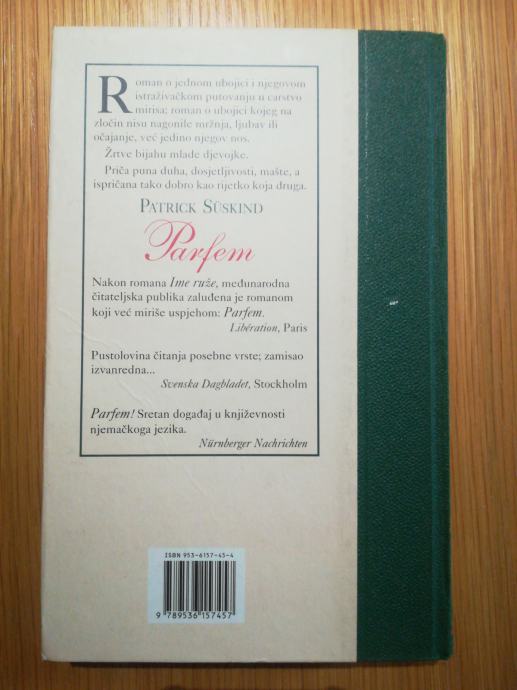 Roman o jednom ubojici i njegovom
istraživačkom putovanju u carstvo
mirisa; roman o ubojici kojeg na
zločin nisu nagonile mržnja, ljubav ili
očajanje, već jedino njegov nos.
Žrtve bijahu mlade djevojke.
Priča puna duha, dosjetljivosti, mašte, a
ispričana tako dobro kao rijetko koja druga.
PATRICK SÜSKIND
Parfem
Nakon romana Ime ruže, međunarodna
čitateljska publika zaluđena je romanom
koji već miriše uspjehom: Parfem.
Libération, Paris
Pustolovina čitanja posebne vrste; zamisao
izvanredna...
Svenska Dagbladet, Stockholm
Parfem! Sretan događaj u književnosti
njemačkoga jezika.
Nürnberger Nachrichten
ISBN 953-6157-45-4
9 789536 157457